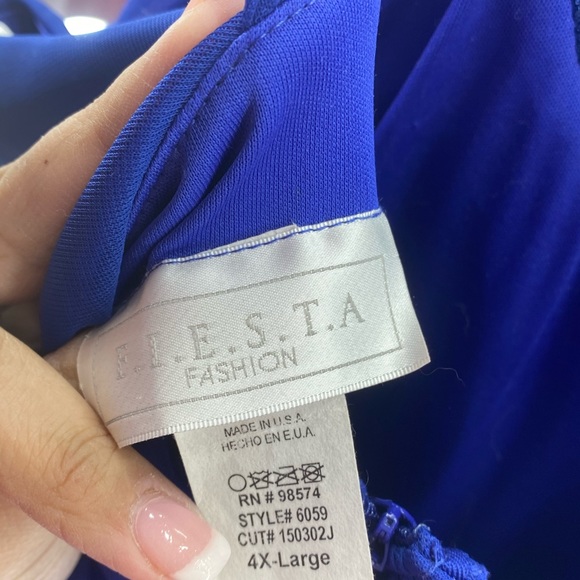 F.I.E.S.T.A
FASHION
MADE IN U.S.A.
HECHO EN E.U.A.
RN # 98574
STYLE# 6059
CUT# 150302J
4X-Large